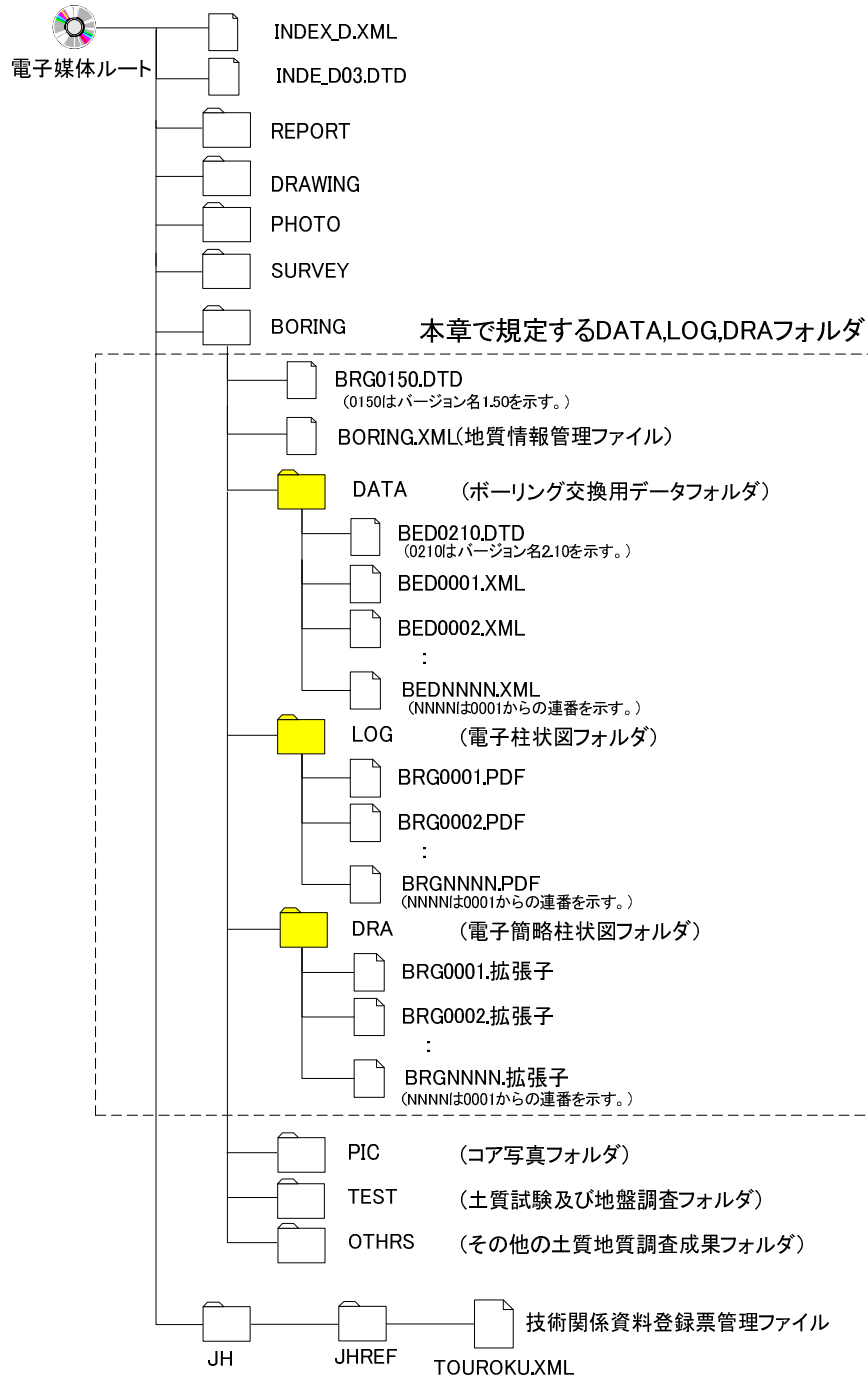 INDEX_D.XML
電子媒体ルート
INDE_D03.DTD
REPORT
DRAWING
PHOTO
SURVEY
BORING
本章で規定するDATA,LOG,DRAフォルダ
BRG0150.DTD
(0150はバージョン名1.50を示す。)
BORING.XML(地質情報管理ファイル)
DATA (ボーリング交換用データフォルダ)
BED0210.DTD
(0210はバージョン名2.10を示す。)
BED0001.XML
BED0002.XML
:
BEDNNNN.XML
(NNNNは0001からの連番を示す。)
LOG (電子柱状図フォルダ)
BRG0001.PDF
BRG0002.PDF
:
BRGNNNN.PDF
(NNNNは0001からの連番を示す。)
DRA (電子簡略柱状図フォルダ)
BRG0001.拡張子
BRG0002.拡張子
:
BRGNNNN.拡張子
(NNNNは0001からの連番を示す。)
PIC (コア写真フォルダ)
TEST (土質試験及び地盤調査フォルダ)
OTHRS (その他の土質地質調査成果フォルダ)
技術関係資料登録票管理ファイル
JH
JHREF
TOUROKU.XML